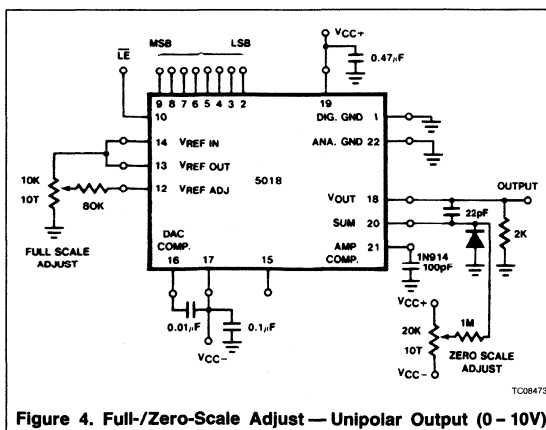 VCC+
LE
MSB
LSB
0.47µF
9 8 7 6 5 4 3 2
19
10
DIG. GND 1
14 VREF IN
ANA. GND 22
13 VREF OUT
10K
10T
80K
12 VREF ADJ
5018
VOUT 18
OUTPUT
22pF
SUM 20
2K
FULL SCALE
ADJUST
DAC
COMP.
AMP
COMP.
21
16 17 15
1N914
100pF
0.01µF
0.1µF
VCC-
VCC+
20K
10T
1M
ZERO SCALE
ADJUST
VCC-
TC08473
Figure 4. Full-/Zero-Scale Adjust — Unipolar Output (0 – 10V)